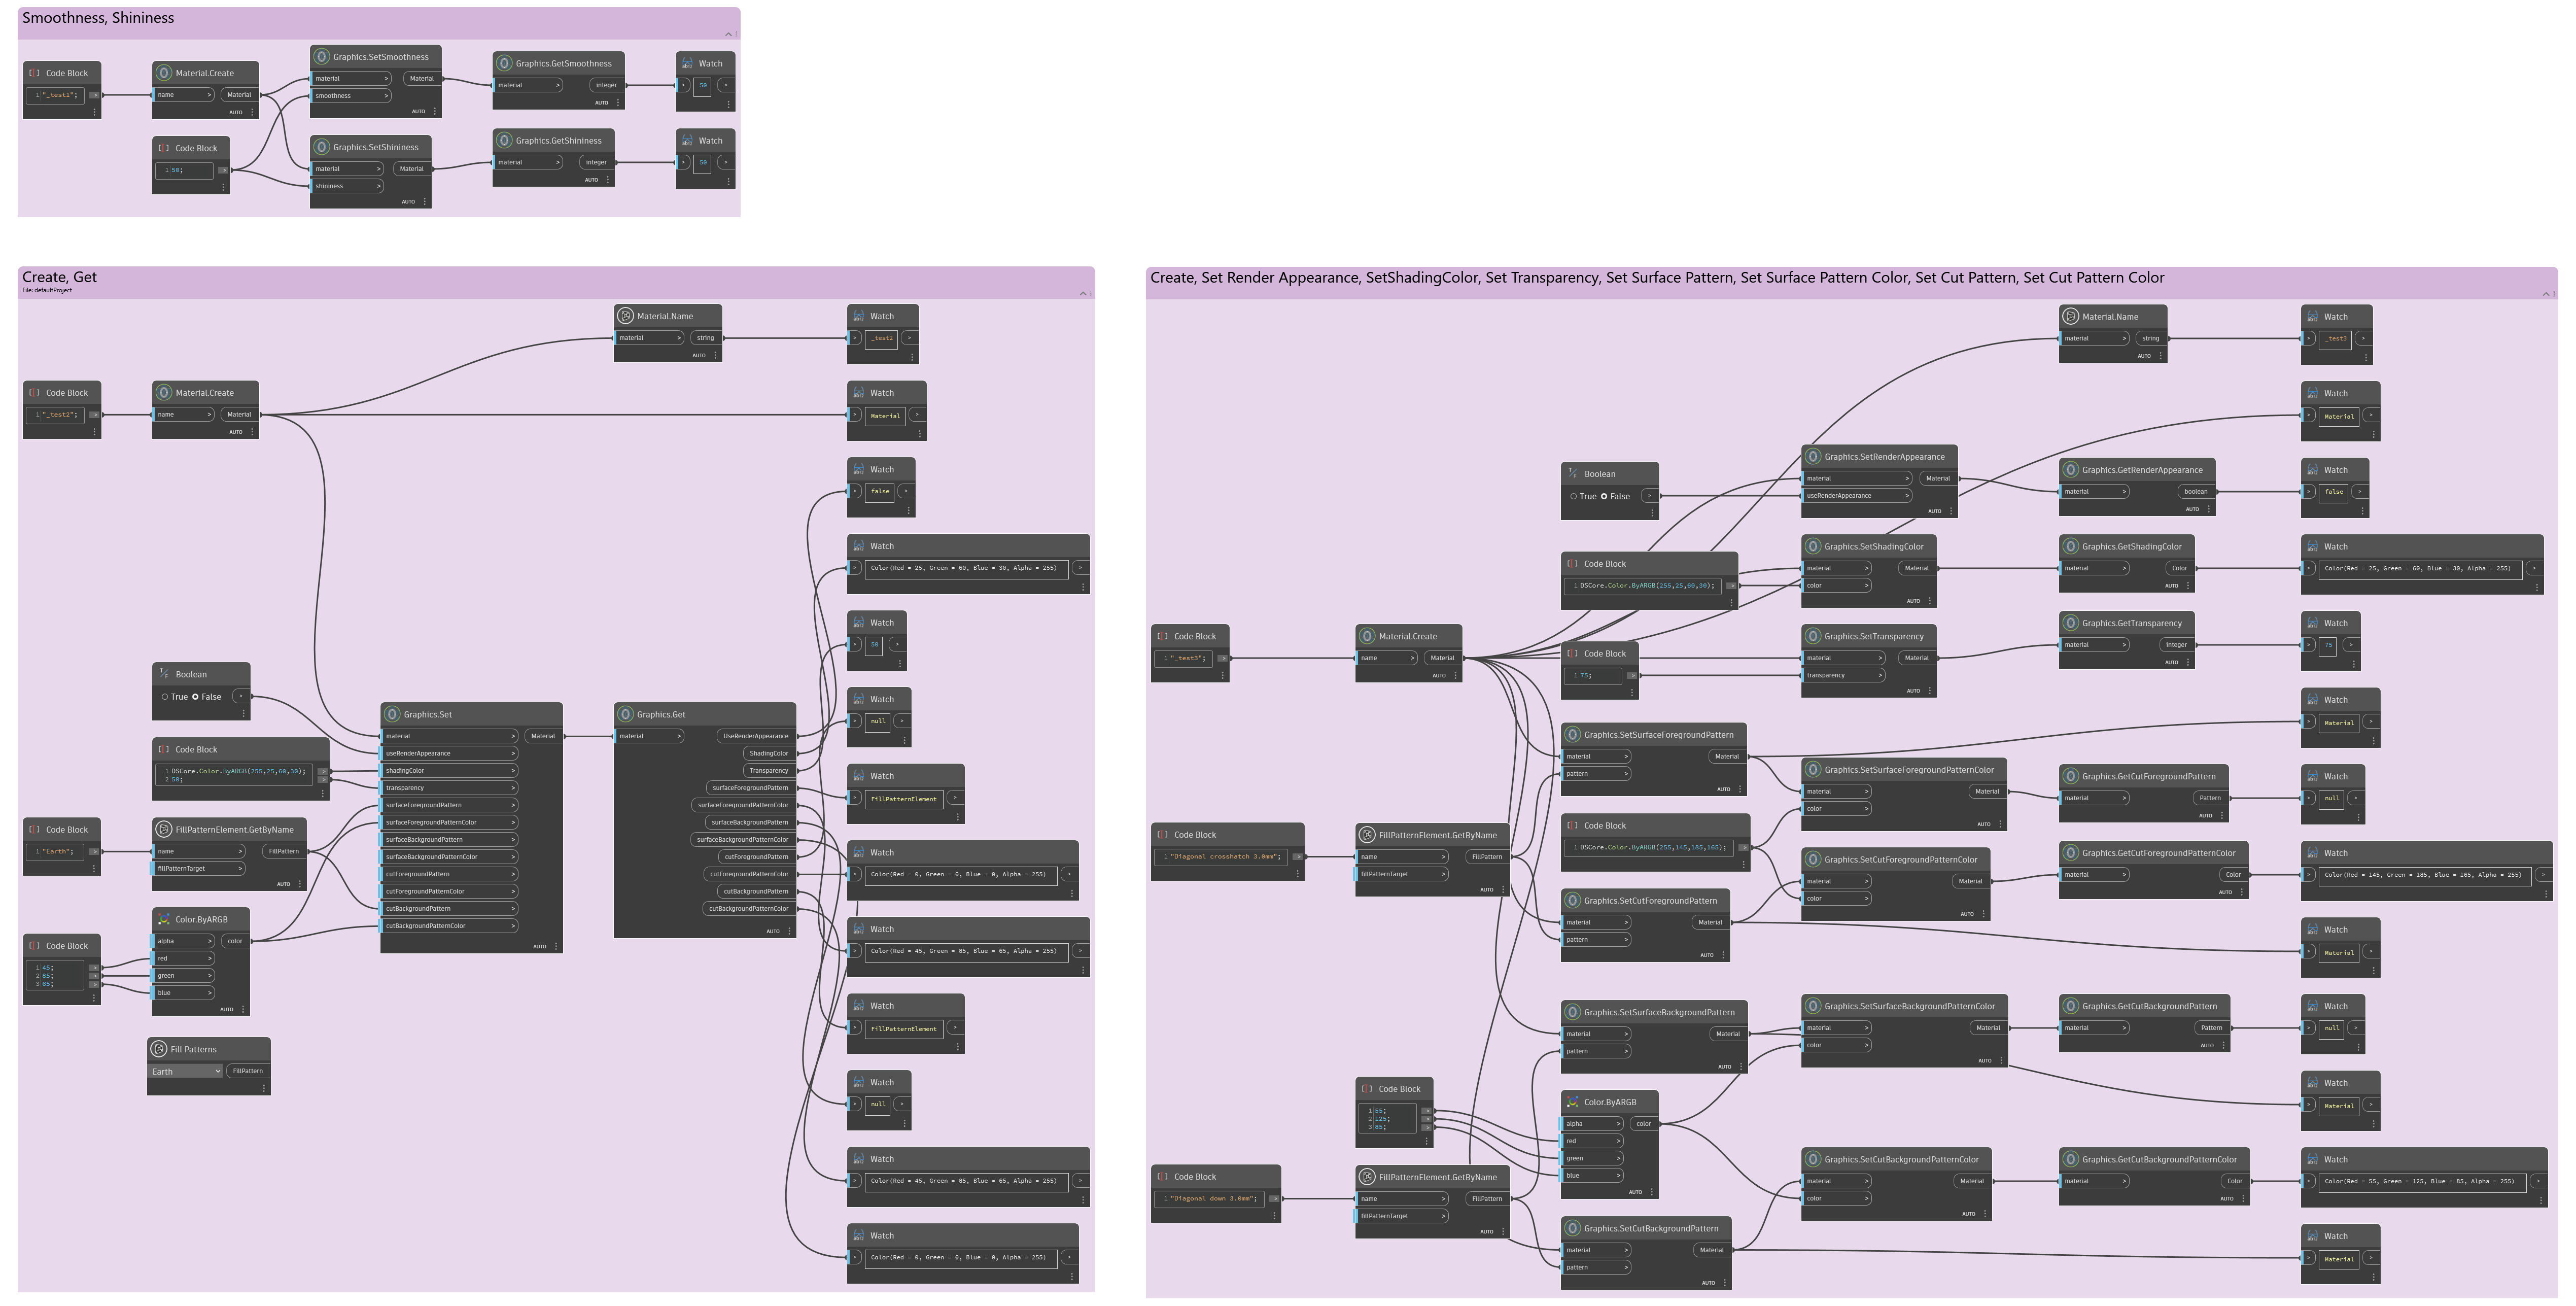 Smoothness, Shininess
Code Block
1 "_test1";
Material.Create
name > Material
AUTO
Code Block
1 50;
Graphics.SetSmoothness
material > Material
smoothness >
AUTO
Graphics.SetShininess
material > Material
shininess >
AUTO
Graphics.GetSmoothness
material > Integer
AUTO
Graphics.GetShininess
material > Integer
AUTO
Watch
> 50 >
Watch
> 50 >
Create, Get
File: defaultProject
Material.Name
material > string
AUTO
Watch
> _test2 >
Code Block
1 "_test2";
Material.Create
name > Material
AUTO
Watch
> Material >
Watch
> false >
Watch
> Color(Red = 25, Green = 60, Blue = 30, Alpha = 255) >
Watch
> 50 >
Boolean
True False >
Watch
> null >
Code Block
1 DSCore.Color.ByARGB(255,25,60,30);
2 50;
Graphics.Set
material > Material
useRenderAppearance >
shadingColor >
transparency >
surfaceForegroundPattern >
surfaceForegroundPatternColor >
surfaceBackgroundPattern >
surfaceBackgroundPatternColor >
cutForegroundPattern >
cutForegroundPatternColor >
cutBackgroundPattern >
cutBackgroundPatternColor >
AUTO
Graphics.Get
material > UseRenderAppearance
ShadingColor
Transparency
surfaceForegroundPattern
surfaceForegroundPatternColor
surfaceBackgroundPattern
surfaceBackgroundPatternColor
cutForegroundPattern
cutForegroundPatternColor
cutBackgroundPattern
cutBackgroundPatternColor
AUTO
Watch
> FillPatternElement >
Code Block
1 "Earth";
FillPatternElement.GetByName
name > FillPattern
fillPatternTarget >
AUTO
Watch
> Color(Red = 0, Green = 0, Blue = 0, Alpha = 255) >
Code Block
1 45;
2 85;
3 65;
Color.ByARGB
alpha > color
red >
green >
blue >
AUTO
Watch
> Color(Red = 45, Green = 85, Blue = 65, Alpha = 255) >
Watch
> FillPatternElement >
Fill Patterns
Earth FillPattern
Watch
> null >
Watch
> Color(Red = 45, Green = 85, Blue = 65, Alpha = 255) >
Watch
> Color(Red = 0, Green = 0, Blue = 0, Alpha = 255) >
Create, Set Render Appearance, SetShadingColor, Set Transparency, Set Surface Pattern, Set Surface Pattern Color, Set Cut Pattern, Set Cut Pattern Color
Material.Name
material > string
AUTO
Watch
> _test3 >
Watch
> Material >
Boolean
True False >
Graphics.SetRenderAppearance
material > Material
useRenderAppearance >
AUTO
Graphics.GetRenderAppearance
material > boolean
AUTO
Watch
> false >
Code Block
1 DSCore.Color.ByARGB(255,25,60,30);
Graphics.SetShadingColor
material > Material
color >
AUTO
Graphics.GetShadingColor
material > Color
AUTO
Watch
> Color(Red = 25, Green = 60, Blue = 30, Alpha = 255) >
Code Block
1 "_test3";
Material.Create
name > Material
AUTO
Code Block
1 75;
Graphics.SetTransparency
material > Material
transparency >
AUTO
Graphics.GetTransparency
material > Integer
AUTO
Watch
> 75 >
Graphics.SetSurfaceForegroundPattern
material > Material
pattern >
AUTO
Watch
> Material >
Graphics.SetSurfaceForegroundPatternColor
material > Material
color >
AUTO
Graphics.GetCutForegroundPattern
material > Pattern
AUTO
Watch
> null >
Code Block
1 "Diagonal crosshatch 3.0mm";
FillPatternElement.GetByName
name > FillPattern
fillPatternTarget >
AUTO
Code Block
1 DSCore.Color.ByARGB(255,145,185,165);
Graphics.SetCutForegroundPatternColor
material > Material
color >
AUTO
Graphics.GetCutForegroundPatternColor
material > Color
AUTO
Watch
> Color(Red = 145, Green = 185, Blue = 165, Alpha = 255) >
Graphics.SetCutForegroundPattern
material > Material
pattern >
AUTO
Watch
> Material >
Graphics.SetSurfaceBackgroundPattern
material > Material
pattern >
AUTO
Graphics.SetSurfaceBackgroundPatternColor
material > Material
color >
AUTO
Graphics.GetCutBackgroundPattern
material > Pattern
AUTO
Watch
> null >
Code Block
1 55;
2 125;
3 85;
Color.ByARGB
alpha > color
red >
green >
blue >
AUTO
Watch
> Material >
Code Block
1 "Diagonal down 3.0mm";
FillPatternElement.GetByName
name > FillPattern
fillPatternTarget >
AUTO
Graphics.SetCutBackgroundPatternColor
material > Material
color >
AUTO
Graphics.GetCutBackgroundPatternColor
material > Color
AUTO
Watch
> Color(Red = 55, Green = 125, Blue = 85, Alpha = 255) >
Graphics.SetCutBackgroundPattern
material > Material
pattern >
AUTO
Watch
> Material >